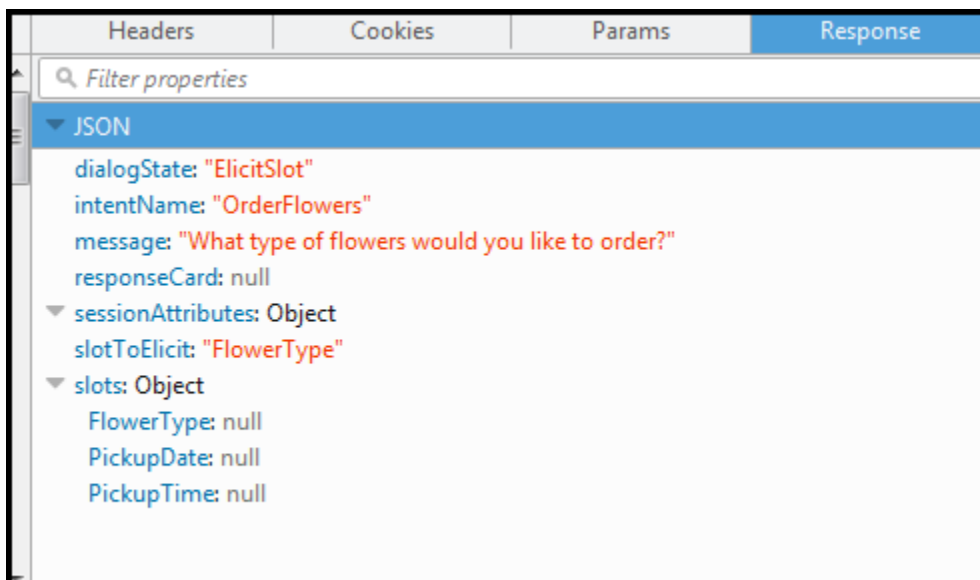 Headers Cookies Params Response
Filter properties
JSON
dialogState: "ElicitSlot"
intentName: "OrderFlowers"
message: "What type of flowers would you like to order?"
responseCard: null
sessionAttributes: Object
slotToElicit: "FlowerType"
slots: Object
FlowerType: null
PickupDate: null
PickupTime: null